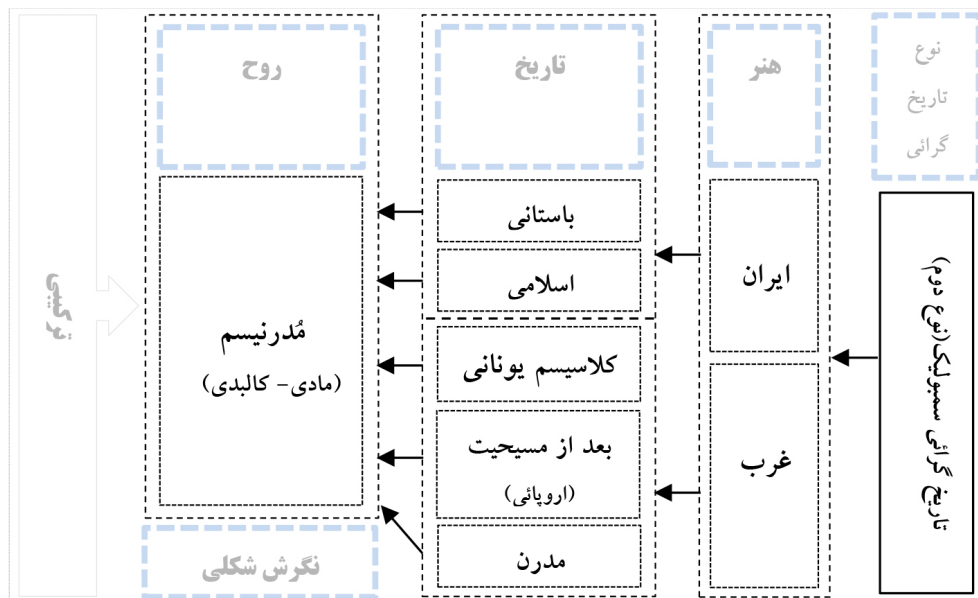 نوع
تاریخ
گرائی
هنر
تاریخ
روح
تاریخ گرائی سمبولیک(نوع دوم)
ایران
غرب
باستانی
اسلامی
کلاسیسم یونانی
بعد از مسیحیت
(اروپائی)
مدرن
مُدرنیسم
(مادی- کالبدی)
نگرش شکلی
ترکیبی